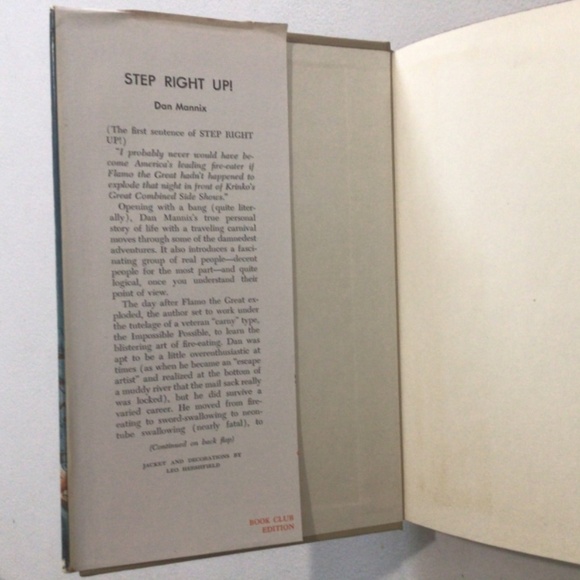 STEP RIGHT UP!
Dan Mannix
(The first sentence of STEP RIGHT
UP!)
"I probably never would have be-
come America's leading fire-eater if
Flamo the Great hadn't happened to
explode that night in front of Krinko's
Great Combined Side Shows."
Opening with a bang (quite liter-
ally), Dan Mannix's true personal
story of life with a traveling carnival
moves through some of the damnedest
adventures. It also introduces a fasci-
nating group of real people—decent
people for the most part—and quite
logical, once you understand their
point of view.
The day after Flamo the Great ex-
ploded, the author set to work under
the tutelage of a veteran "carny" type,
the Impossible Possible, to learn the
blistering art of fire-eating. Dan was
apt to be a little overenthusiastic at
times (as when he became an "escape
artist" and realized at the bottom of
a muddy river that the mail sack really
was locked), but he did survive a
varied career. He moved from fire-
eating to sword-swallowing to neon-
tube swallowing (nearly fatal), to
(Continued on back flap)
JACKET AND DECORATIONS BY
LEO HERSHFIELD
BOOK CLUB
EDITION